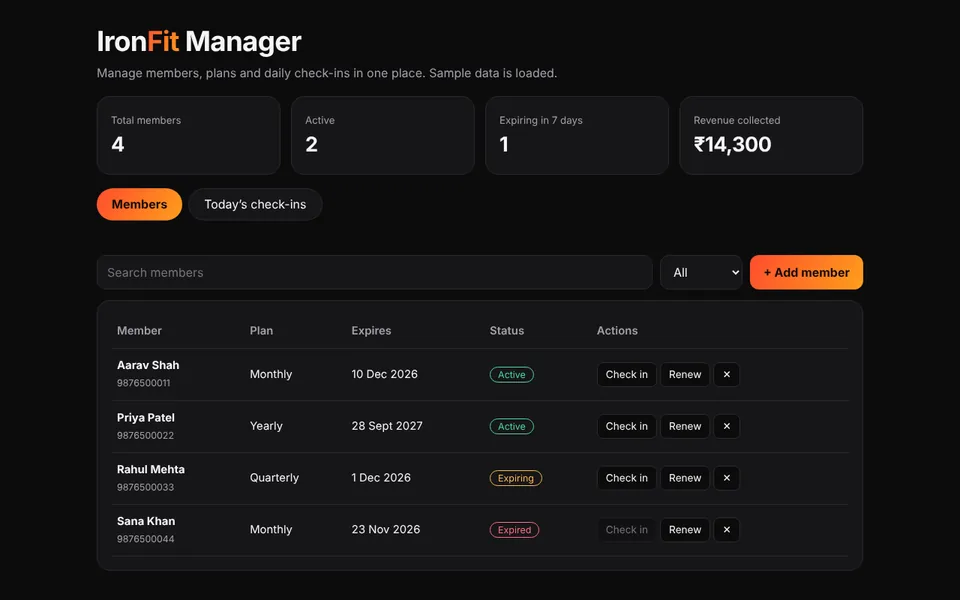 IronFit Manager
Manage members, plans and daily check-ins in one place. Sample data is loaded.
Total members
4
Active
2
Expiring in 7 days
1
Revenue collected
₹14,300
Members
Today’s check-ins
Search members
All
+ Add member
Member Plan Expires Status Actions
Aarav Shah
9876500011
Monthly 10 Dec 2026 Active Check in Renew ✕
Priya Patel
9876500022
Yearly 28 Sept 2027 Active Check in Renew ✕
Rahul Mehta
9876500033
Quarterly 1 Dec 2026 Expiring Check in Renew ✕
Sana Khan
9876500044
Monthly 23 Nov 2026 Expired Check in Renew ✕